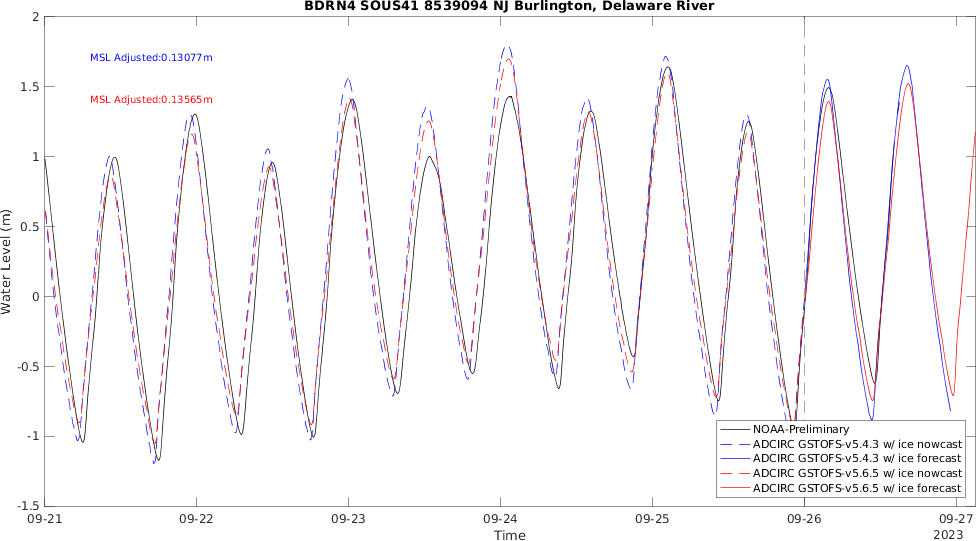 BDRN4 SOUS41 8539094 NJ Burlington, Delaware River
2
1.5
1
0.5
0
-0.5
-1
-1.5
Water Level (m)
MSL Adjusted:0.13077m
MSL Adjusted:0.13565m
NOAA-Preliminary
ADCIRC GSTOFS-v5.4.3 w/ ice nowcast
ADCIRC GSTOFS-v5.4.3 w/ ice forecast
ADCIRC GSTOFS-v5.6.5 w/ ice nowcast
ADCIRC GSTOFS-v5.6.5 w/ ice forecast
09-21 09-22 09-23 09-24 09-25 09-26 09-27
Time
2023